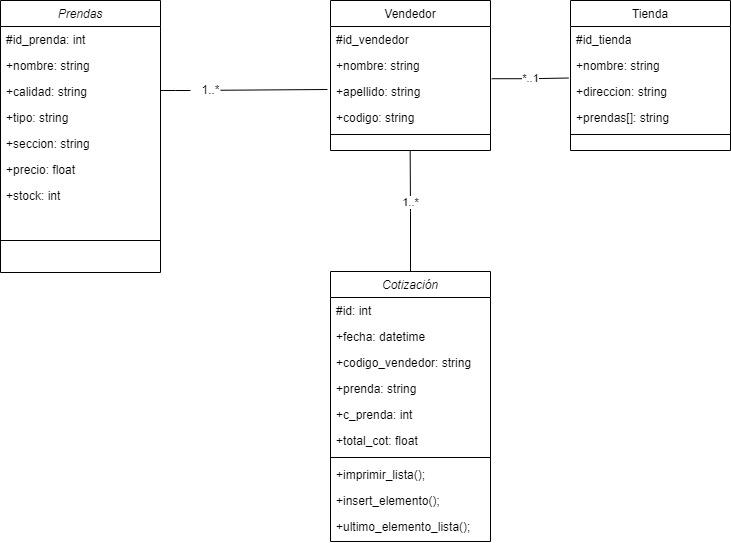 Prendas
#id_prenda: int
+nombre: string
+calidad: string
+tipo: string
+seccion: string
+precio: float
+stock: int
1..*
Vendedor
#id_vendedor
+nombre: string
+apellido: string
+codigo: string
*..1
Tienda
#id_tienda
+nombre: string
+direccion: string
+prendas[]: string
1..*
Cotización
#id: int
+fecha: datetime
+codigo_vendedor: string
+prenda: string
+c_prenda: int
+total_cot: float
+imprimir_lista();
+insert_elemento();
+ultimo_elemento_lista();